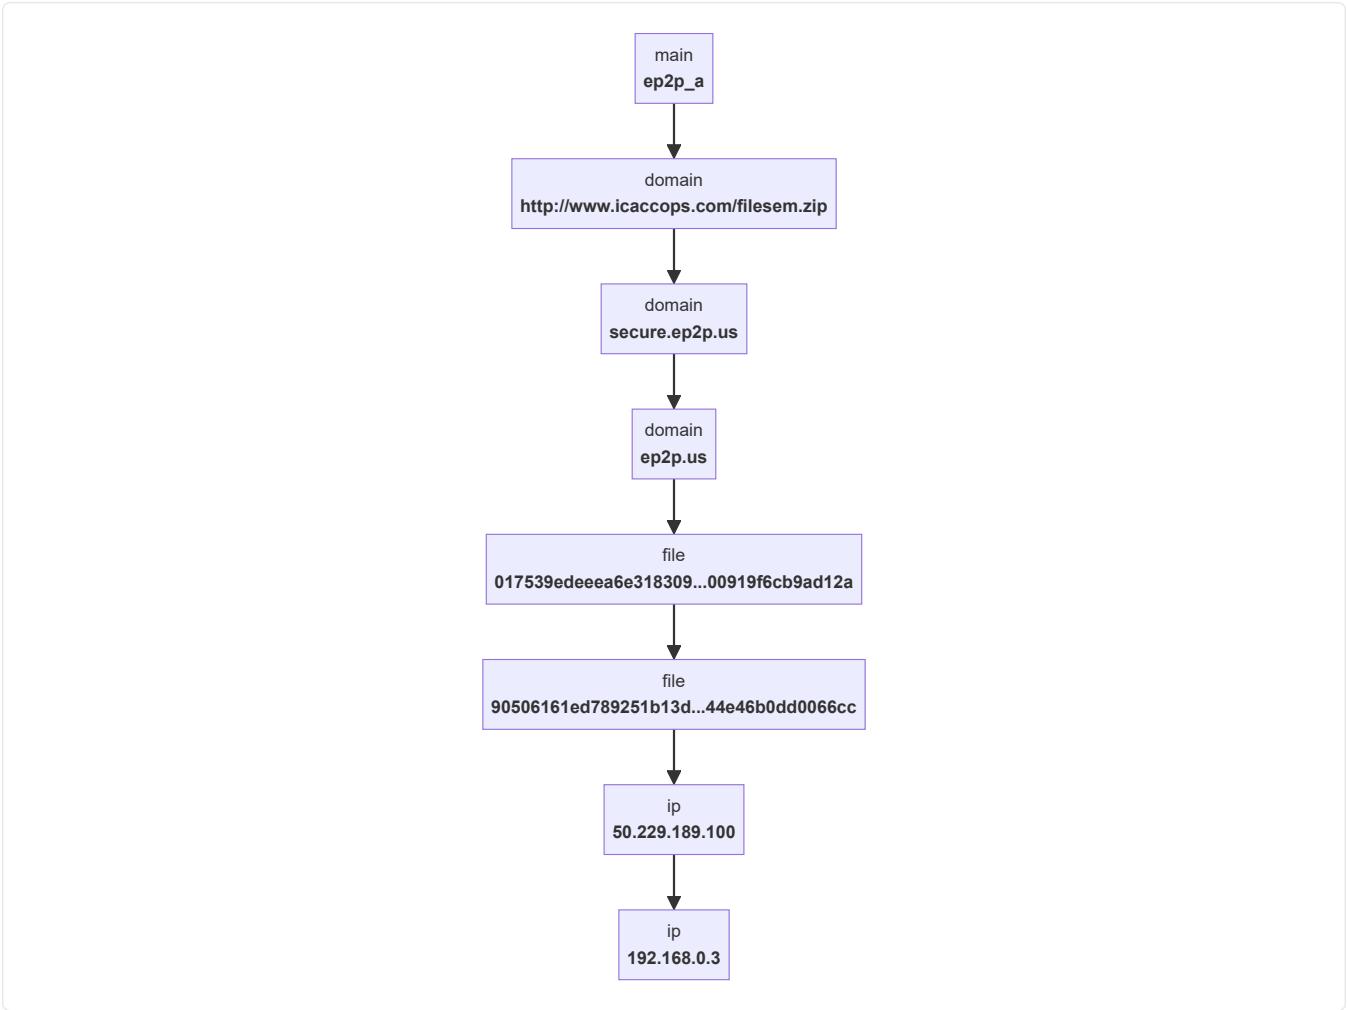 main
ep2p_a
domain
http://www.icaccops.com/filesem.zip
domain
secure.ep2p.us
domain
ep2p.us
file
017539edeeea6e318309...00919f6cb9ad12a
file
90506161ed789251b13d...44e46b0dd0066cc
ip
50.229.189.100
ip
192.168.0.3